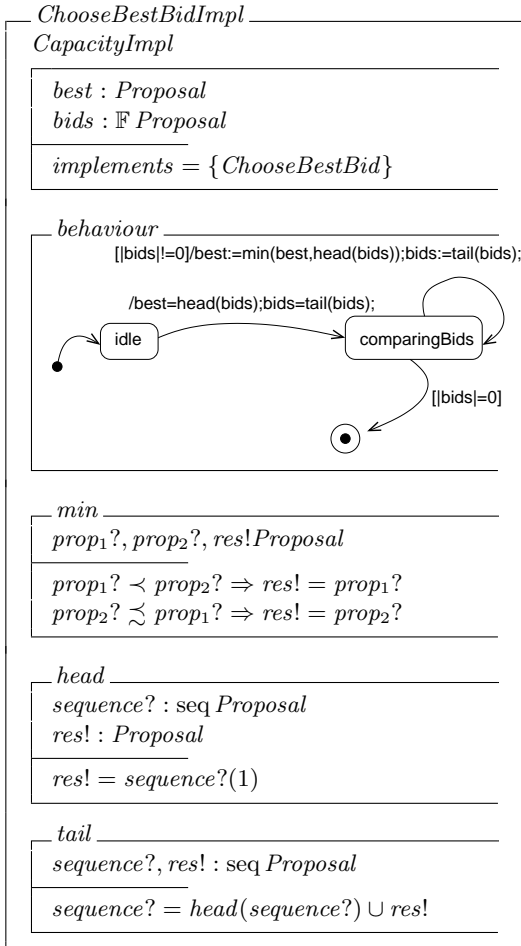 ChooseBestBidImpl
CapacityImpl
best : Proposal
bids : 𝔽 Proposal
implements = {ChooseBestBid}
behaviour
[|bids|!=0]/best:=min(best,head(bids));bids:=tail(bids);
/best=head(bids);bids=tail(bids);
idle
comparingBids
[|bids|=0]
min
prop₁?, prop₂?, res!Proposal
prop₁? ≺ prop₂? ⇒ res! = prop₁?
prop₂? ≾ prop₁? ⇒ res! = prop₂?
head
sequence? : seq Proposal
res! : Proposal
res! = sequence?(1)
tail
sequence?, res! : seq Proposal
sequence? = head(sequence?) ∪ res!